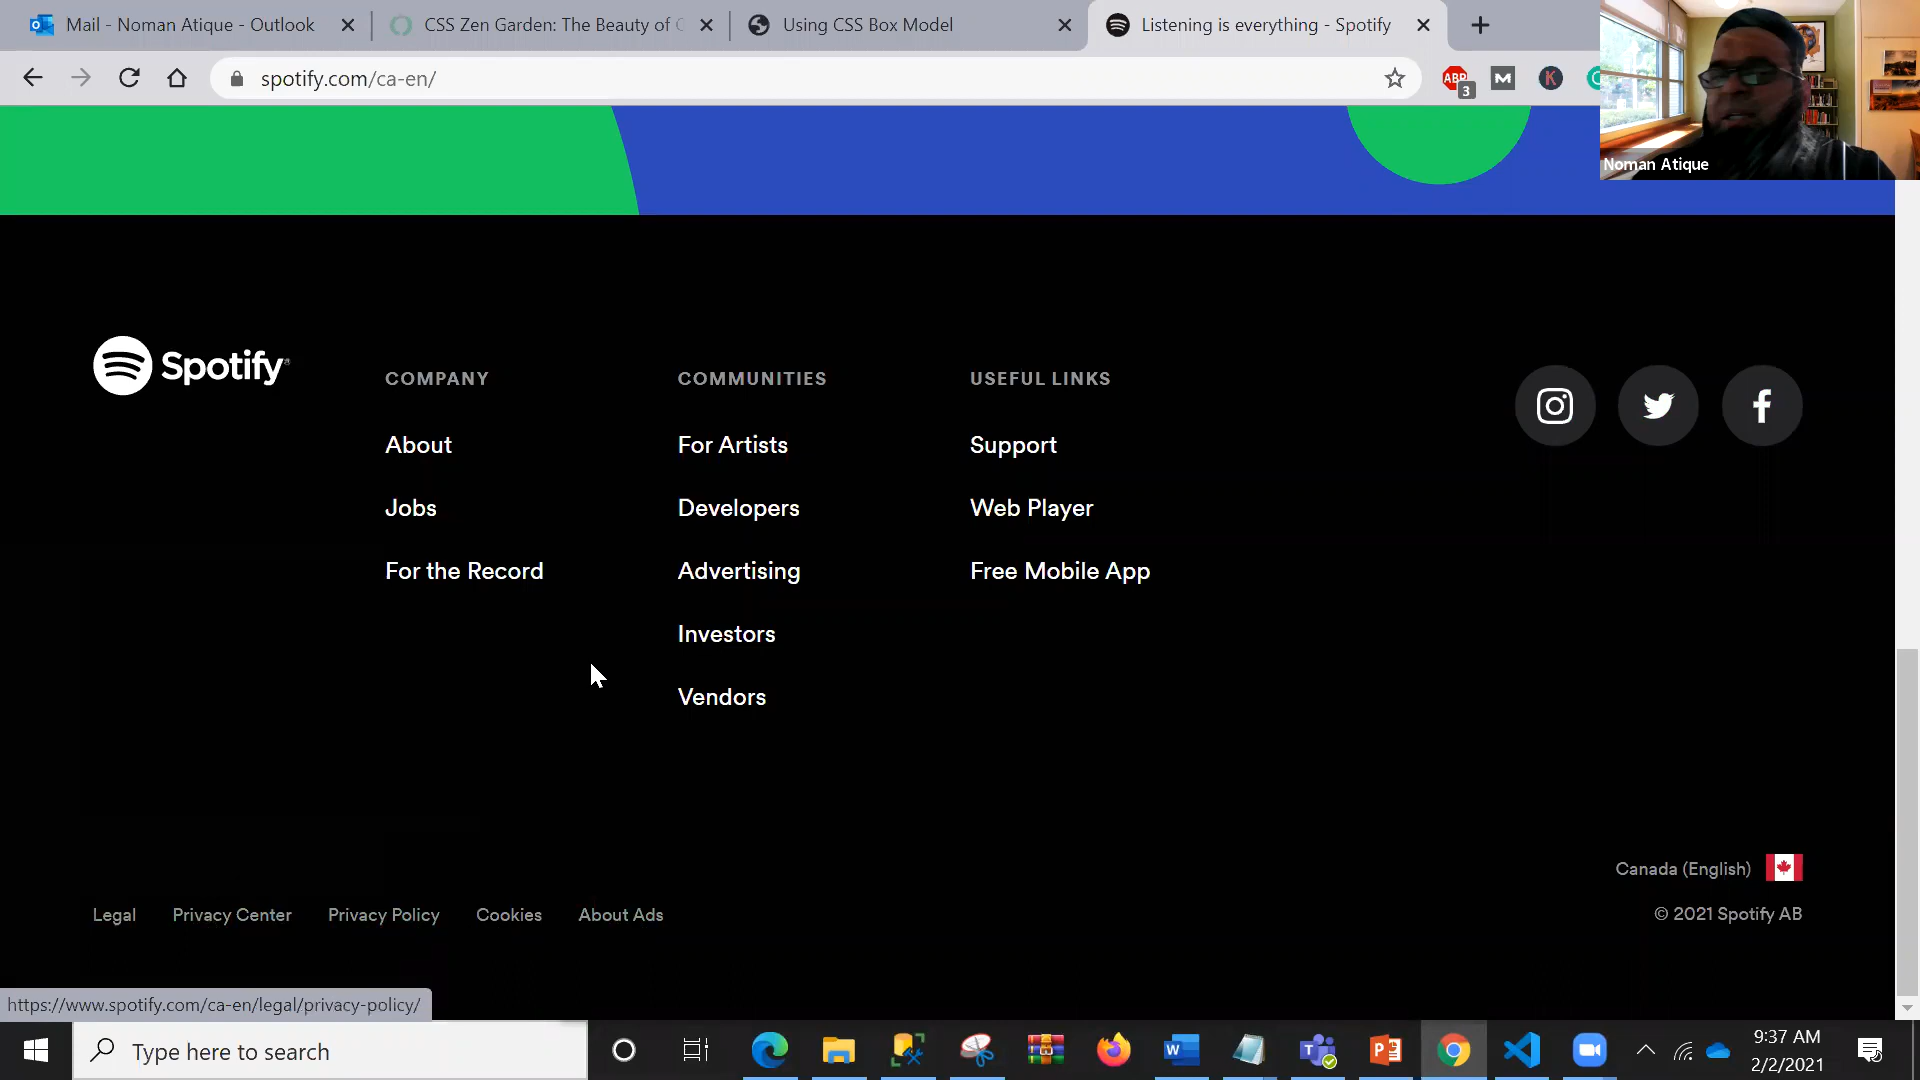 Mail - Noman Atique - Outlook
CSS Zen Garden: The Beauty of
Using CSS Box Model
Listening is everything - Spotify
spotify.com/ca-en/
ABP
3
M
K
Noman Atique
Spotify
COMPANY
About
Jobs
For the Record
COMMUNITIES
For Artists
Developers
Advertising
Investors
Vendors
USEFUL LINKS
Support
Web Player
Free Mobile App
Canada (English)
Legal
Privacy Center
Privacy Policy
Cookies
About Ads
© 2021 Spotify AB
https://www.spotify.com/ca-en/legal/privacy-policy/
Type here to search
9:37 AM
2/2/2021